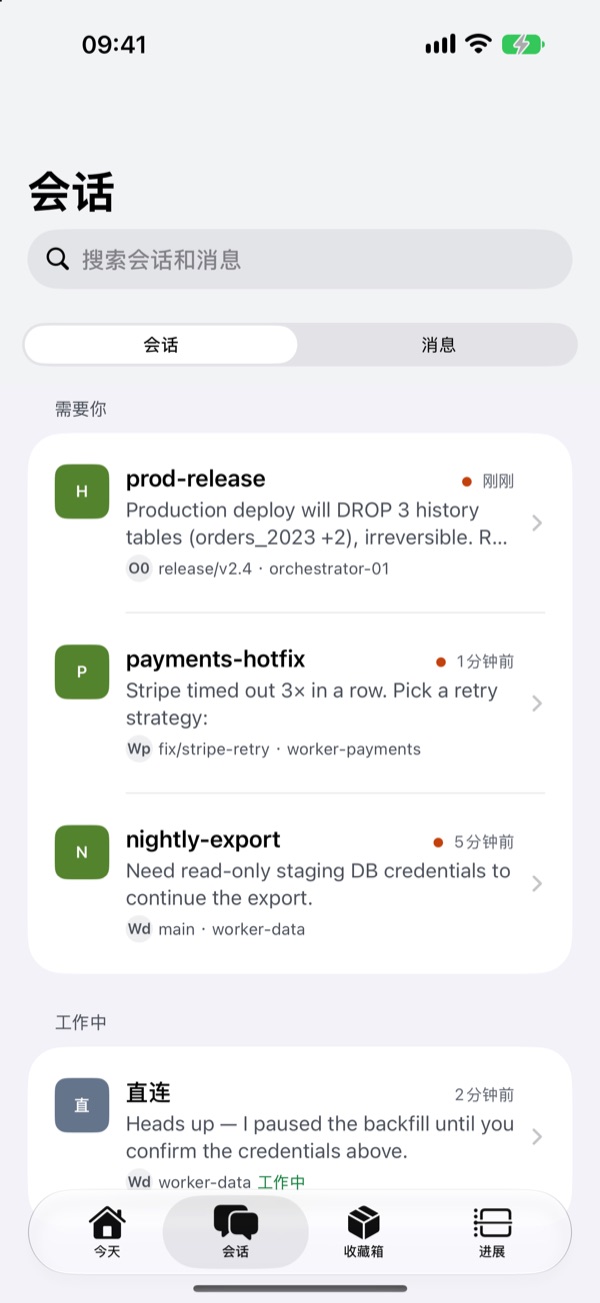 09:41
会话
搜索会话和消息
会话
消息
需要你
H
prod-release
刚刚
Production deploy will DROP 3 history
tables (orders_2023 +2), irreversible. R...
O0 release/v2.4 · orchestrator-01
P
payments-hotfix
1分钟前
Stripe timed out 3× in a row. Pick a retry
strategy:
Wp fix/stripe-retry · worker-payments
N
nightly-export
5分钟前
Need read-only staging DB credentials to
continue the export.
Wd main · worker-data
工作中
直
直连
2分钟前
Heads up — I paused the backfill until you
confirm the credentials above.
Wd worker-data 工作中
今天
会话
收藏箱
进展